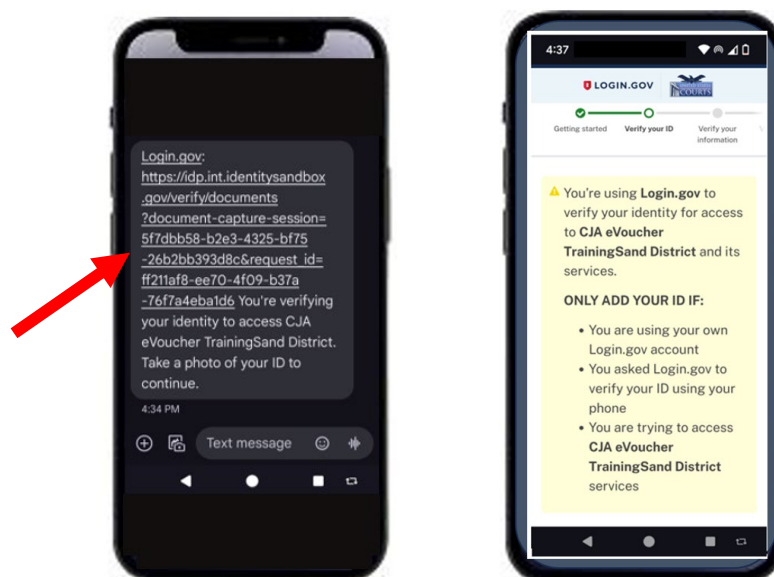 Login.gov:
https://idp.int.identitysandbox
.gov/verify/documents
?document-capture-session=
5f7dbb58-b2e3-4325-bf75
-26b2bb393d8c&request_id=
ff211af8-ee70-4f09-b37a
-76f7a4eba1d6 You're verifying
your identity to access CJA
eVoucher TrainingSand District.
Take a photo of your ID to
continue.
4:34 PM
Text message
4:37
LOGIN.GOV
COURTS
Getting started Verify your ID Verify your
information
You're using Login.gov to
verify your identity for access
to CJA eVoucher
TrainingSand District and its
services.
ONLY ADD YOUR ID IF:
• You are using your own
Login.gov account
• You asked Login.gov to
verify your ID using your
phone
• You are trying to access
CJA eVoucher
TrainingSand District
services